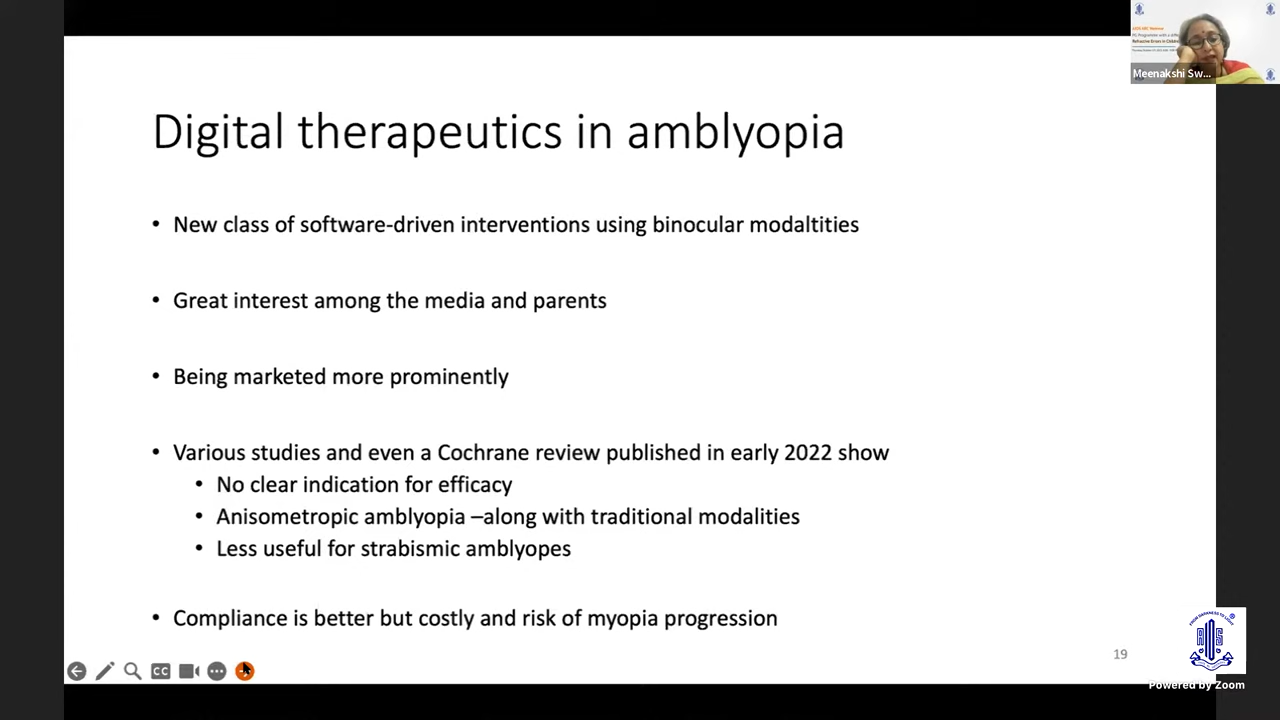 Digital therapeutics in amblyopia
• New class of software-driven interventions using binocular modaltities
• Great interest among the media and parents
• Being marketed more prominently
• Various studies and even a Cochrane review published in early 2022 show
• No clear indication for efficacy
• Anisometropic amblyopia –along with traditional modalities
• Less useful for strabismic amblyopes
• Compliance is better but costly and risk of myopia progression
19
CC
Meenakshi Sw...
Powered by Zoom